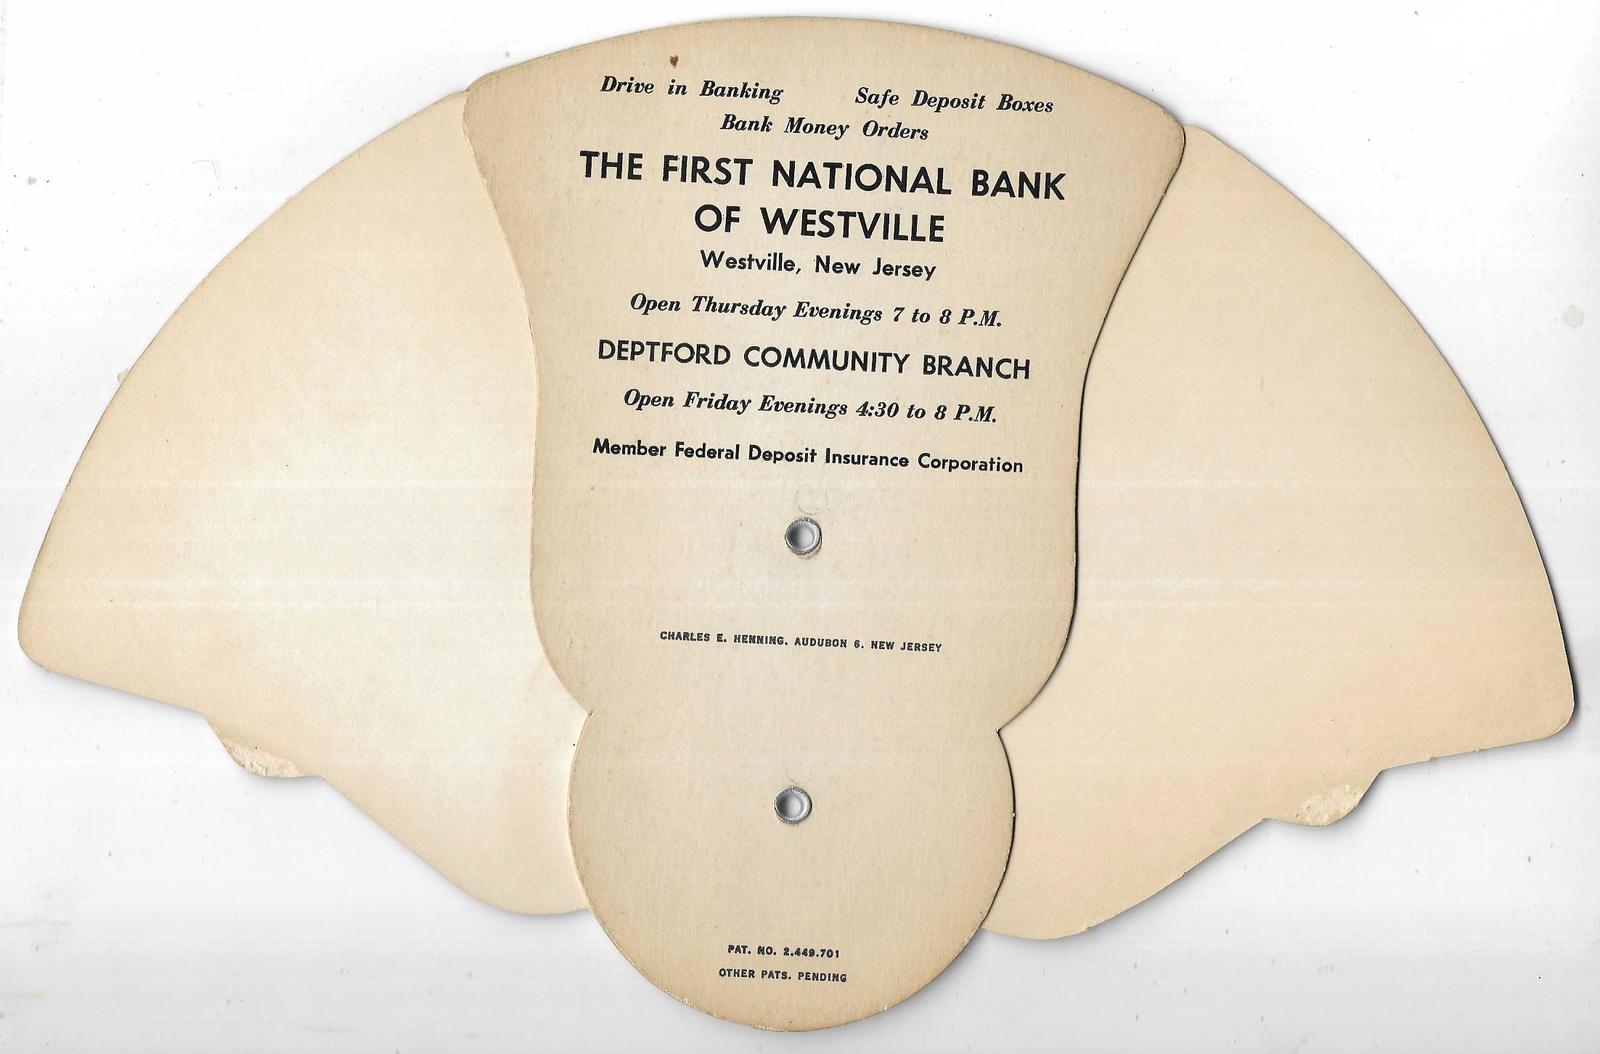 Drive in Banking Safe Deposit Boxes
Bank Money Orders
THE FIRST NATIONAL BANK
OF WESTVILLE
Westville, New Jersey
Open Thursday Evenings 7 to 8 P.M.
DEPTFORD COMMUNITY BRANCH
Open Friday Evenings 4:30 to 8 P.M.
Member Federal Deposit Insurance Corporation
CHARLES E. HENNING. AUDUBON 6. NEW JERSEY
PAT. NO. 2.449.701
OTHER PATS. PENDING